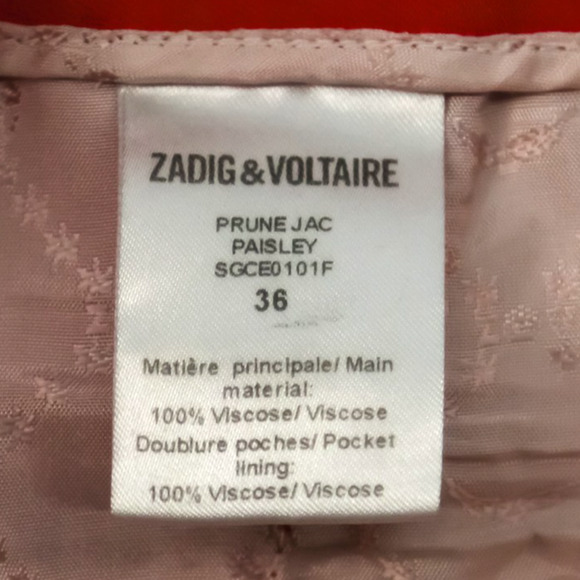 ZADIG&VOLTAIRE
PRUNE JAC
PAISLEY
SGCE0101F
36
Matière principale/ Main
material:
100% Viscose/ Viscose
Doublure poches/ Pocket
lining:
100% Viscose/ Viscose